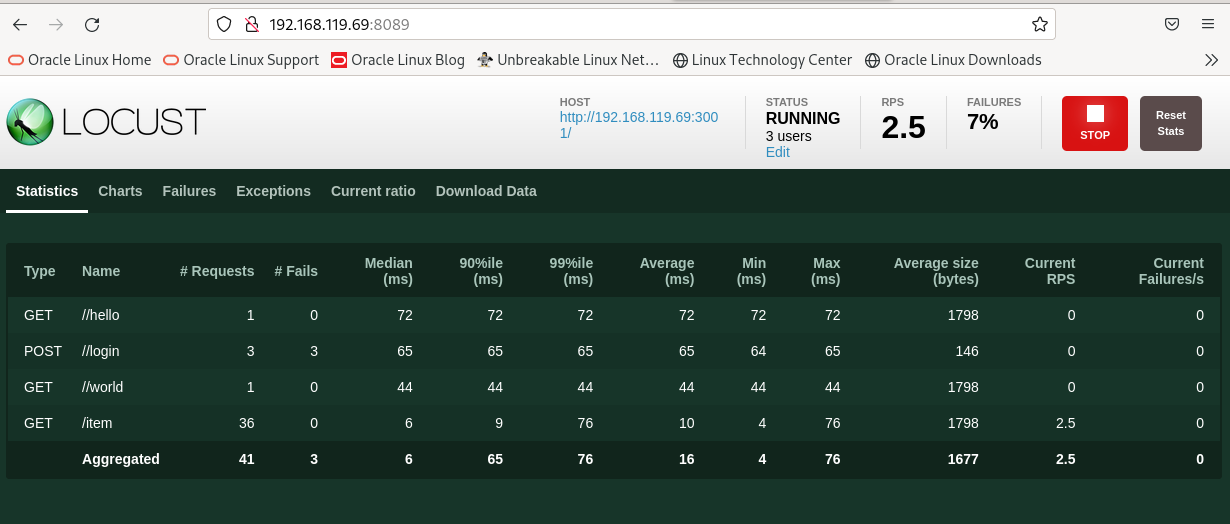 192.168.119.69:8089
Oracle Linux Home Oracle Linux Support Oracle Linux Blog Unbreakable Linux Net... Linux Technology Center Oracle Linux Downloads
LOCUST
HOST
http://192.168.119.69:300
1/
STATUS
RUNNING
3 users
Edit
RPS
2.5
FAILURES
7%
STOP
Reset
Stats
Statistics Charts Failures Exceptions Current ratio Download Data
Type Name # Requests # Fails Median (ms) 90%ile (ms) 99%ile (ms) Average (ms) Min (ms) Max (ms) Average size (bytes) Current RPS Current Failures/s
GET //hello 1 0 72 72 72 72 72 72 1798 0 0
POST //login 3 3 65 65 65 65 64 65 146 0 0
GET //world 1 0 44 44 44 44 44 44 1798 0 0
GET /item 36 0 6 9 76 10 4 76 1798 2.5 0
Aggregated 41 3 6 65 76 16 4 76 1677 2.5 0